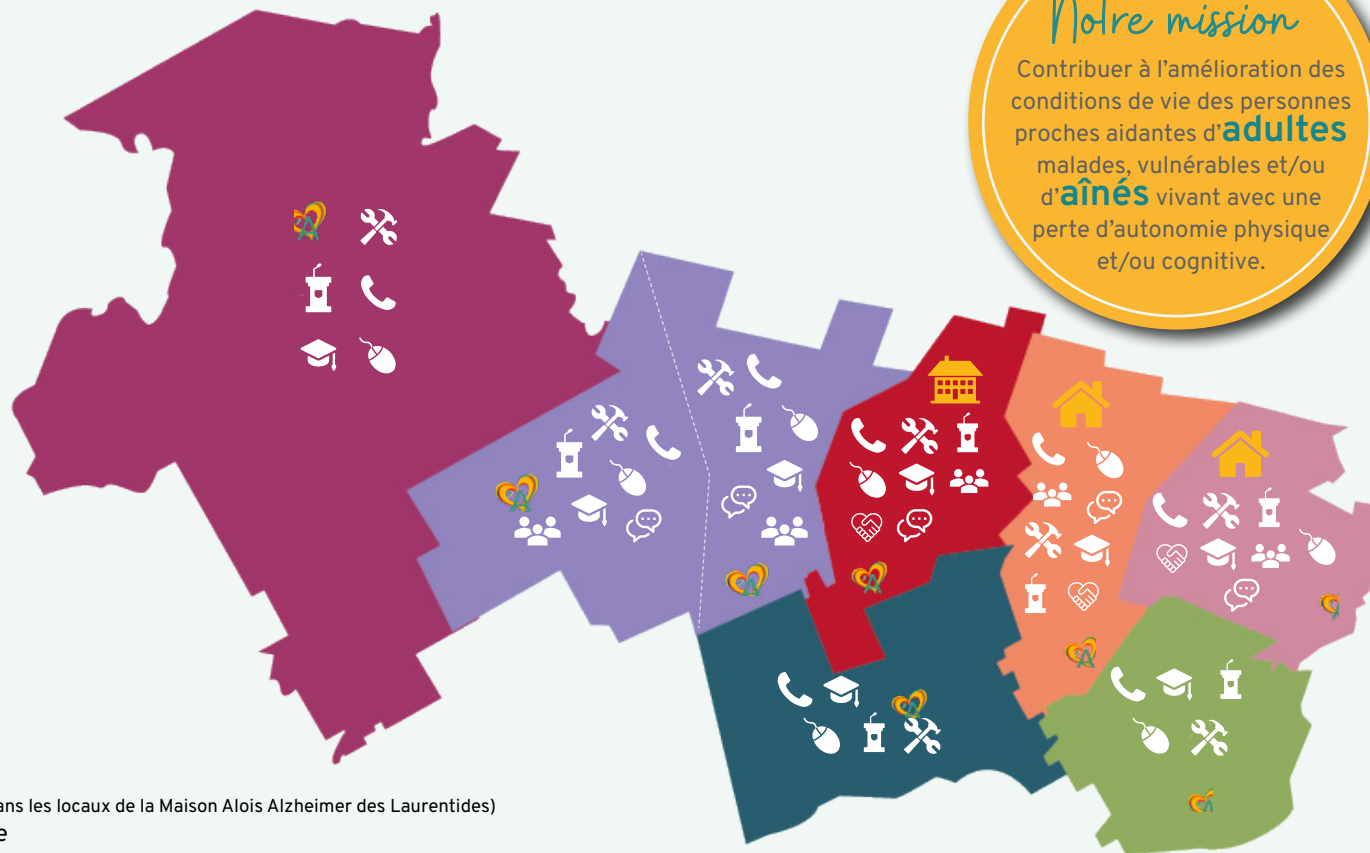 Notre mission
Contribuer à l'amélioration des
conditions de vie des personnes
proches aidantes d'adultes
malades, vulnérables et/ou
d'aînés vivant avec une
perte d'autonomie physique
et/ou cognitive.
ans les locaux de la Maison Alois Alzheimer des Laurentides)
e